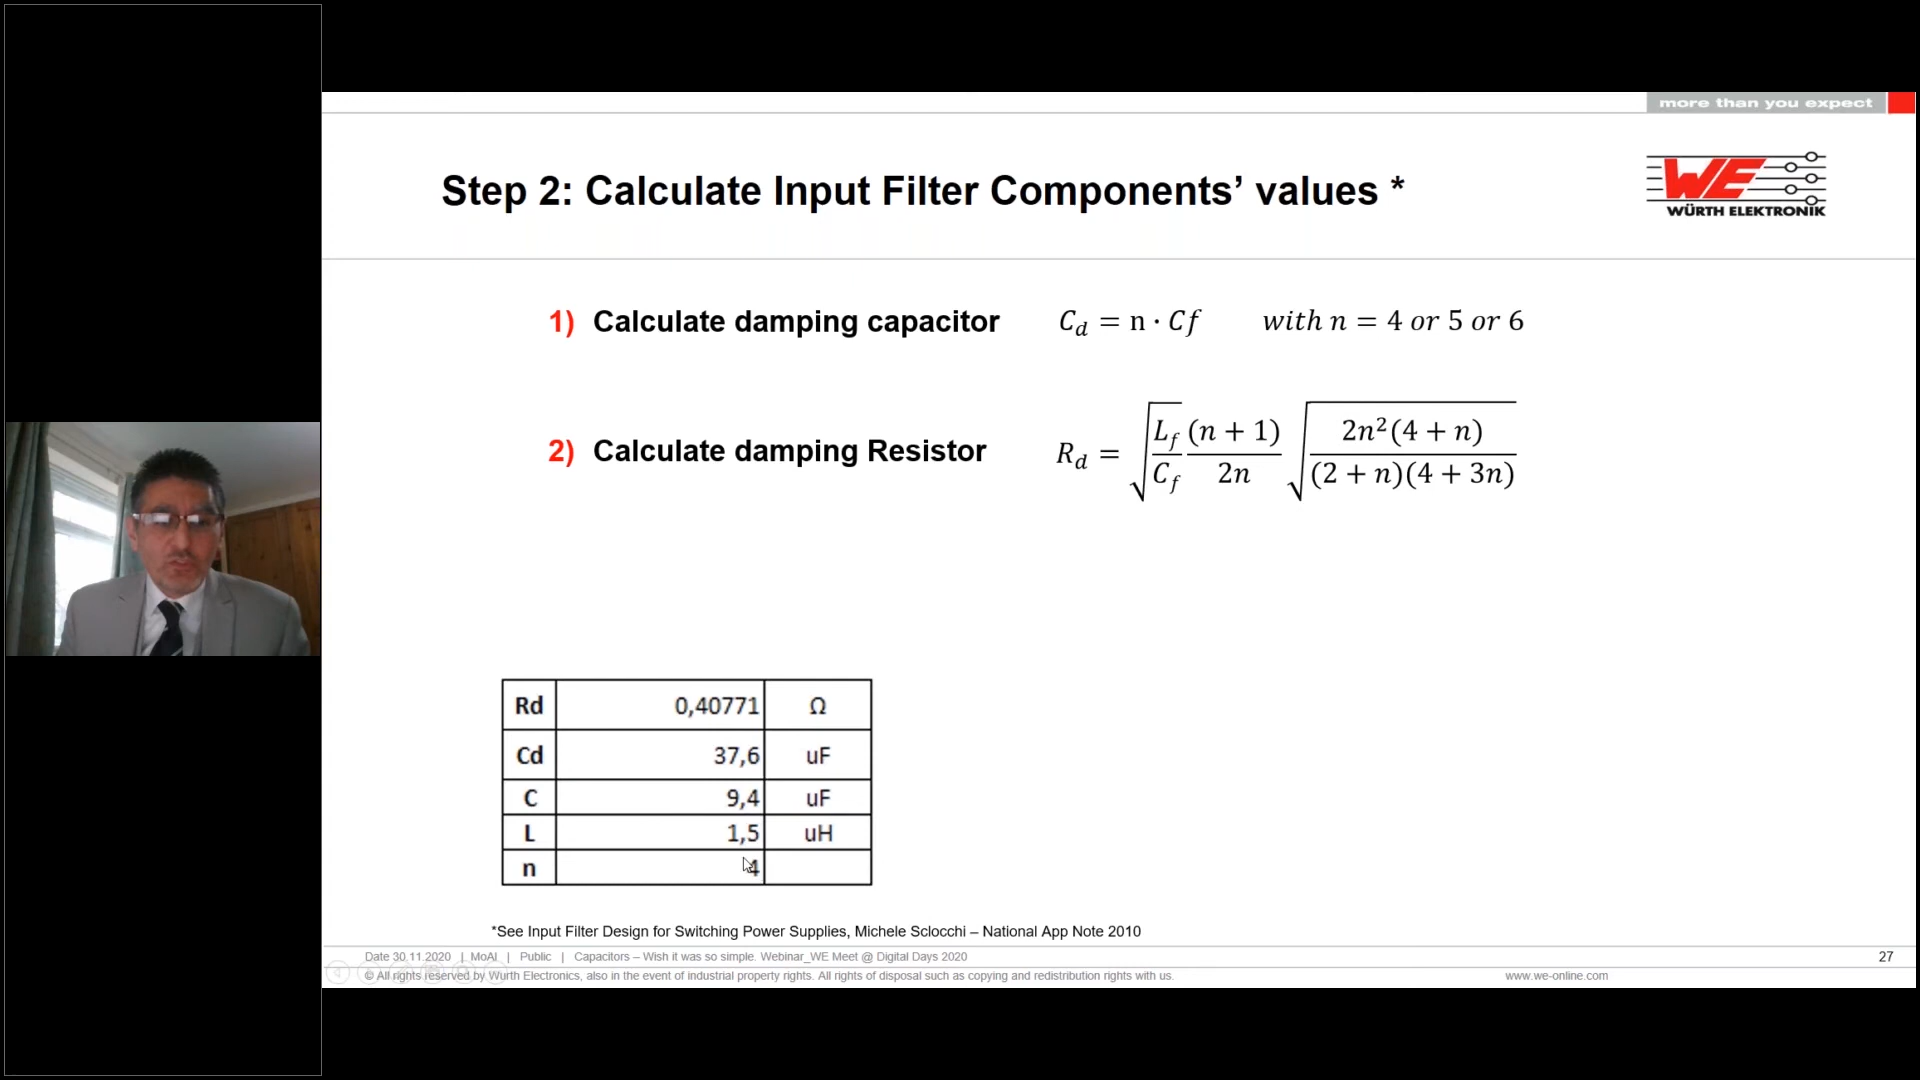 more than you expect
Step 2: Calculate Input Filter Components’ values *
WE
WÜRTH ELEKTRONIK
1) Calculate damping capacitor C_d = n · Cf with n = 4 or 5 or 6
2) Calculate damping Resistor R_d = √(L_f/C_f) (n + 1)/2n √(2n²(4 + n)/(2 + n)(4 + 3n))
Rd 0,40771 Ω
Cd 37,6 uF
C 9,4 uF
L 1,5 uH
n 4
*See Input Filter Design for Switching Power Supplies, Michele Sclocchi – National App Note 2010
Date 30.11.2020 | MoAl | Public | Capacitors – Wish it was so simple. Webinar_WE Meet @ Digital Days 2020 27
© All rights reserved by Wurth Electronics, also in the event of industrial property rights. All rights of disposal such as copying and redistribution rights with us. www.we-online.com